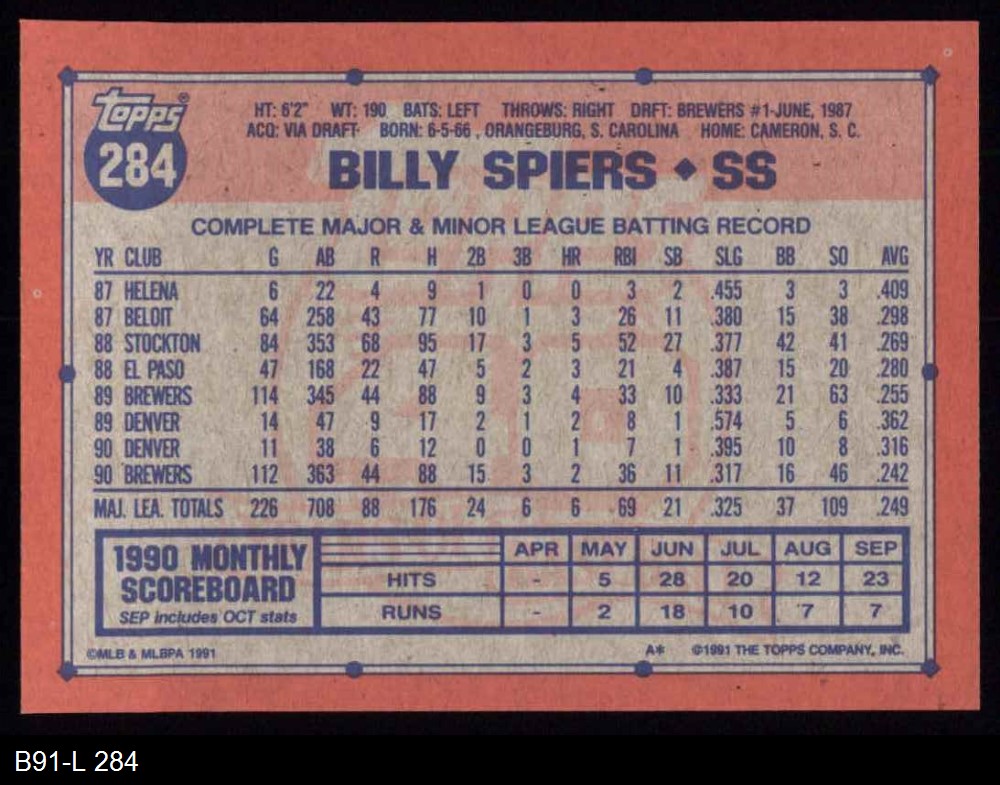 Topps®
284
HT: 6'2" WT: 190 BATS: LEFT THROWS: RIGHT DRFT: BREWERS #1-JUNE, 1987
ACQ: VIA DRAFT BORN: 6-5-66, ORANGEBURG, S. CAROLINA HOME: CAMERON, S. C.
BILLY SPIERS ♦ SS
COMPLETE MAJOR & MINOR LEAGUE BATTING RECORD
YR CLUB G AB R H 2B 3B HR RBI SB SLG BB SO AVG
87 HELENA 6 22 4 9 1 0 0 3 2 .455 3 3 .409
87 BELOIT 64 258 43 77 10 1 3 26 11 .380 15 38 .298
88 STOCKTON 84 353 68 95 17 3 5 52 27 .377 42 41 .269
88 EL PASO 47 168 22 47 5 2 3 21 4 .387 15 20 .280
89 BREWERS 114 345 44 88 9 3 4 33 10 .333 21 63 .255
89 DENVER 14 47 9 17 2 1 2 8 1 .574 5 6 .362
90 DENVER 11 38 6 12 0 0 1 7 1 .395 10 8 .316
90 BREWERS 112 363 44 88 15 3 2 36 11 .317 16 46 .242
MAJ. LEA. TOTALS 226 708 88 176 24 6 6 69 21 .325 37 109 .249
1990 MONTHLY SCOREBOARD
SEP includes OCT stats
APR MAY JUN JUL AUG SEP
HITS - 5 28 20 12 23
RUNS - 2 18 10 7 7
©MLB & MLBPA 1991 A* ©1991 THE TOPPS COMPANY, INC.
B91-L 284